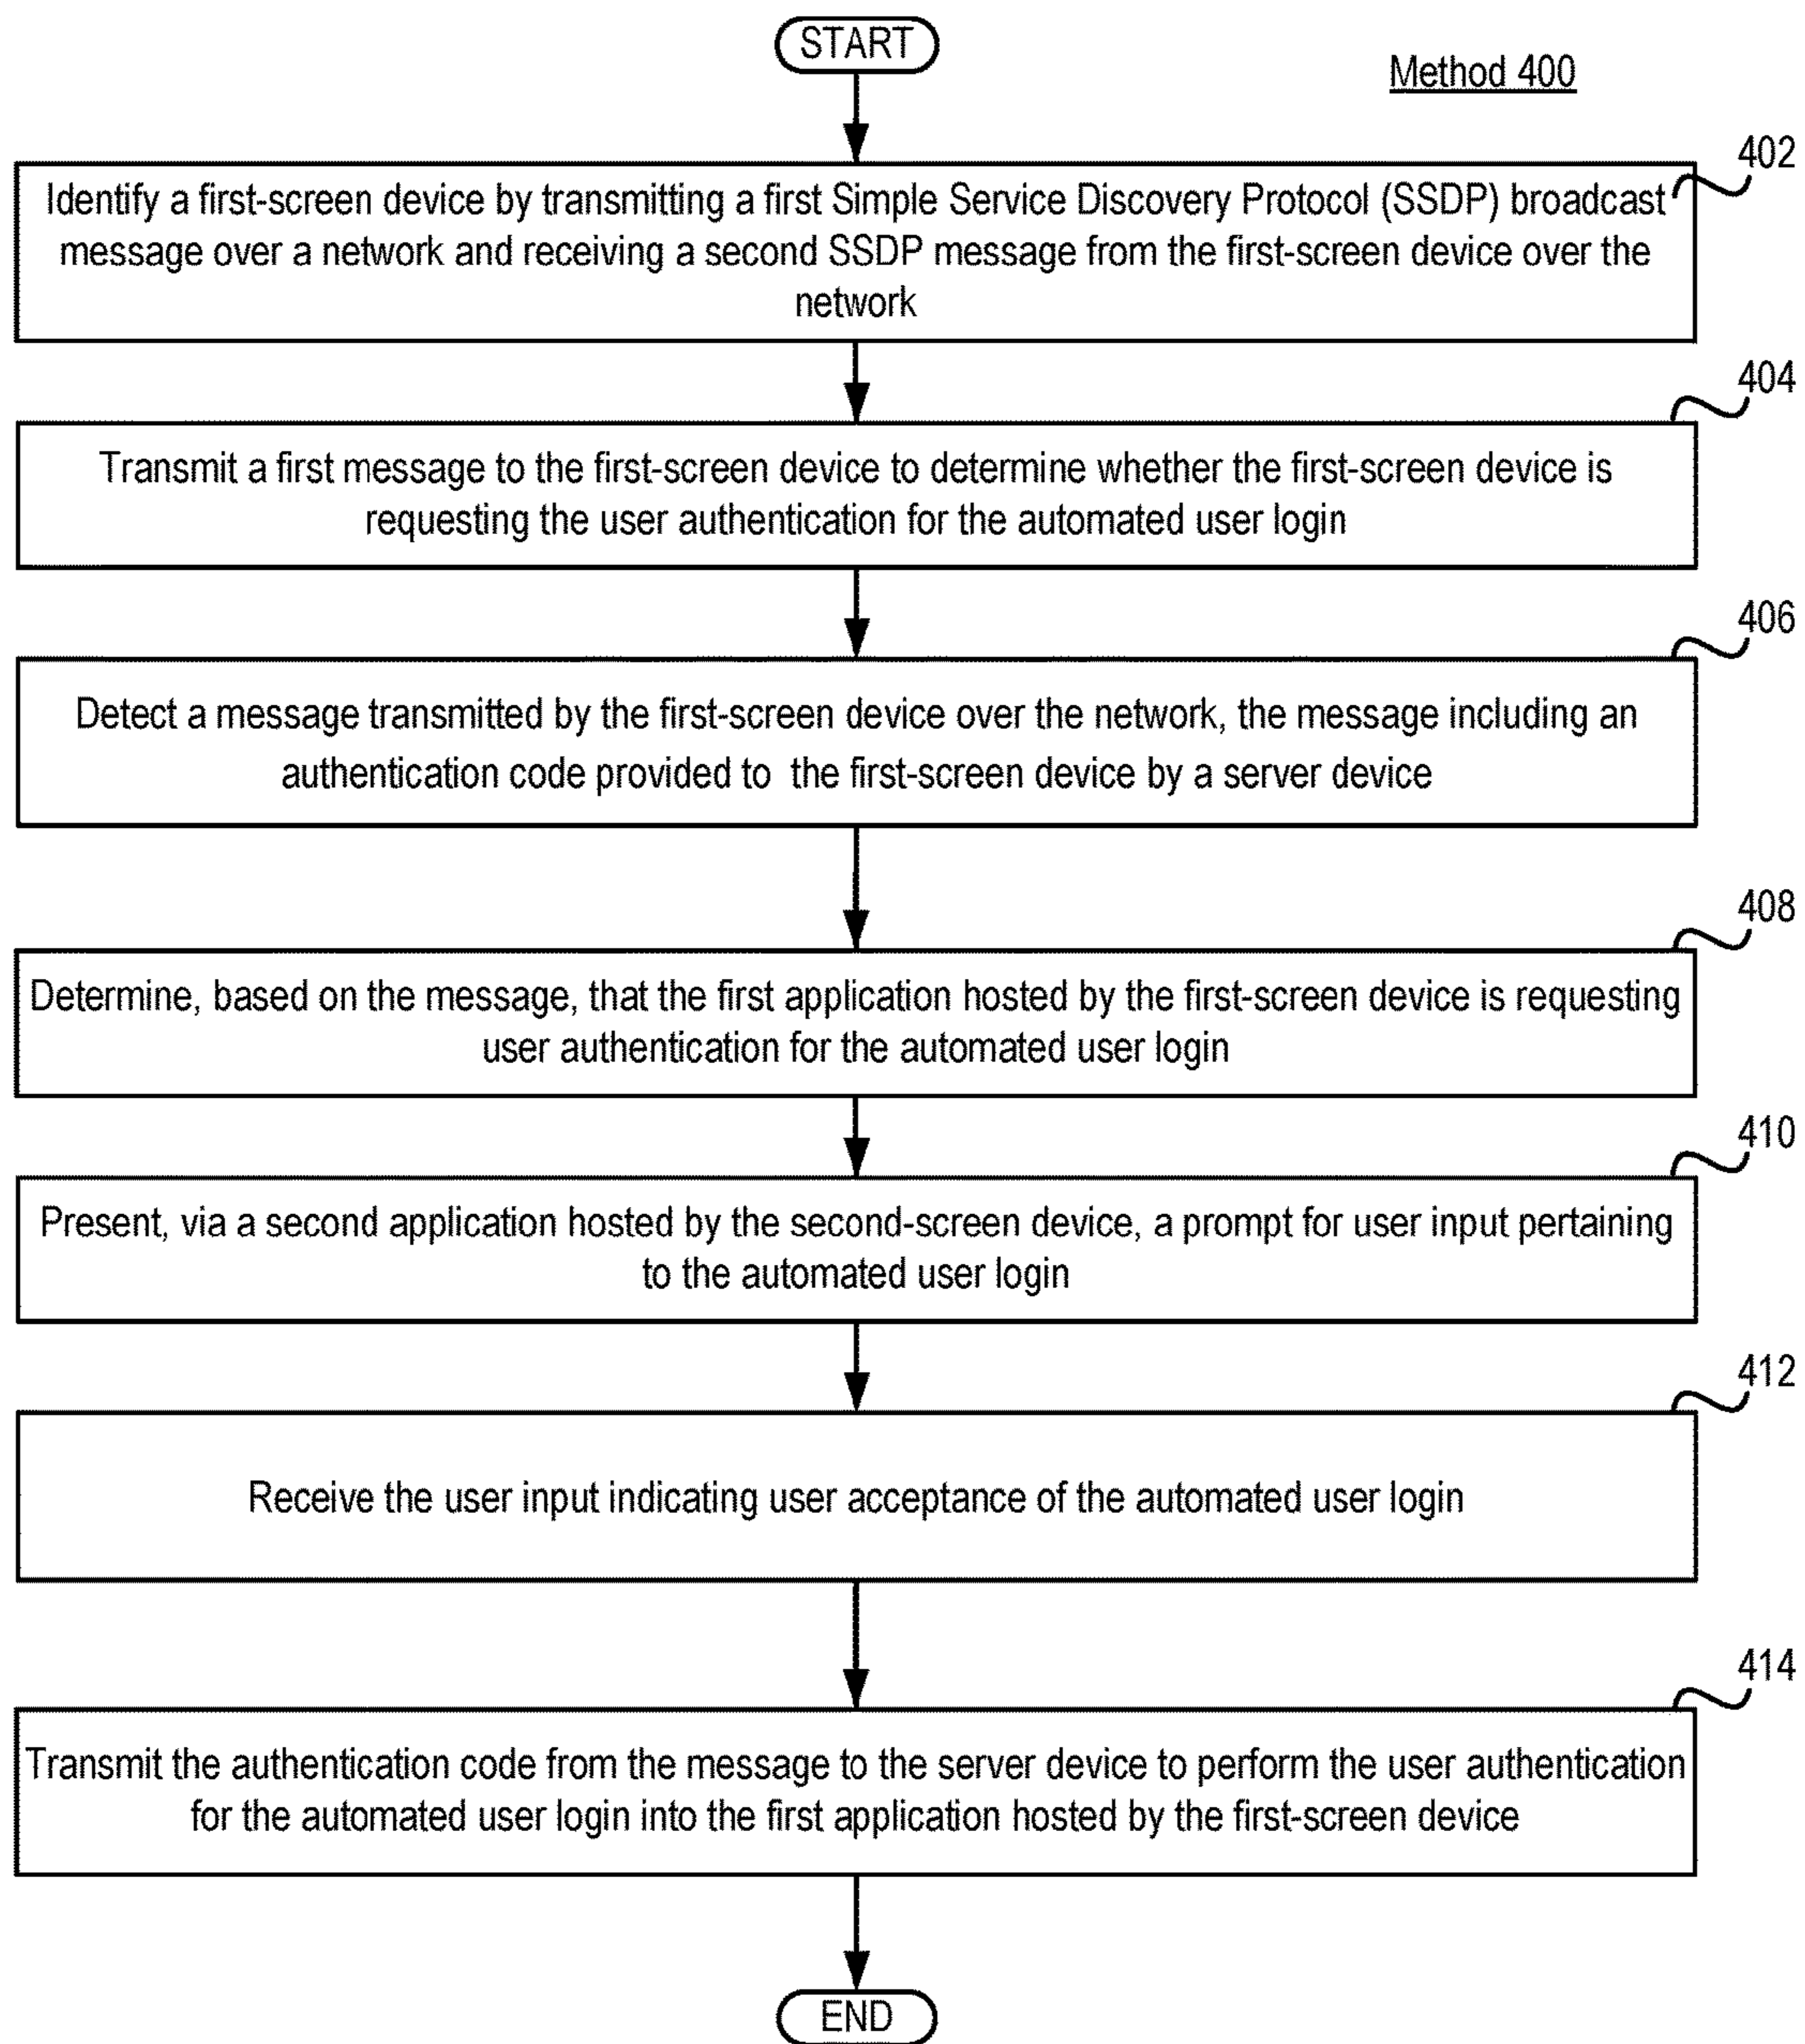 START
Method 400
402
Identify a first-screen device by transmitting a first Simple Service Discovery Protocol (SSDP) broadcast
message over a network and receiving a second SSDP message from the first-screen device over the
network
404
Transmit a first message to the first-screen device to determine whether the first-screen device is
requesting the user authentication for the automated user login
406
Detect a message transmitted by the first-screen device over the network, the message including an
authentication code provided to the first-screen device by a server device
408
Determine, based on the message, that the first application hosted by the first-screen device is requesting
user authentication for the automated user login
410
Present, via a second application hosted by the second-screen device, a prompt for user input pertaining
to the automated user login
412
Receive the user input indicating user acceptance of the automated user login
414
Transmit the authentication code from the message to the server device to perform the user authentication
for the automated user login into the first application hosted by the first-screen device
END